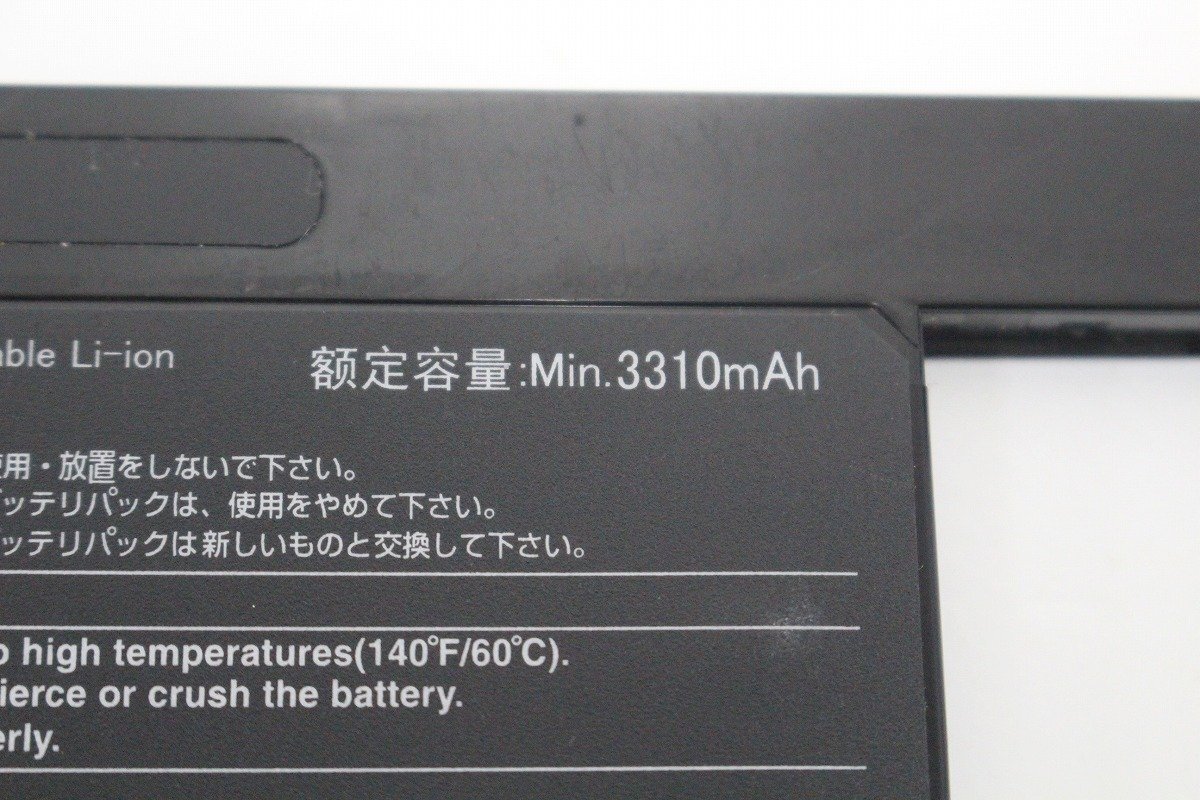 able Li-ion 额定容量:Min.3310mAh
使用・放置をしないで下さい。
ッテリパックは、使用をやめて下さい。
ッテリパックは新しいものと交換して下さい。
o high temperatures(140°F/60°C).
ierce or crush the battery.
erly.